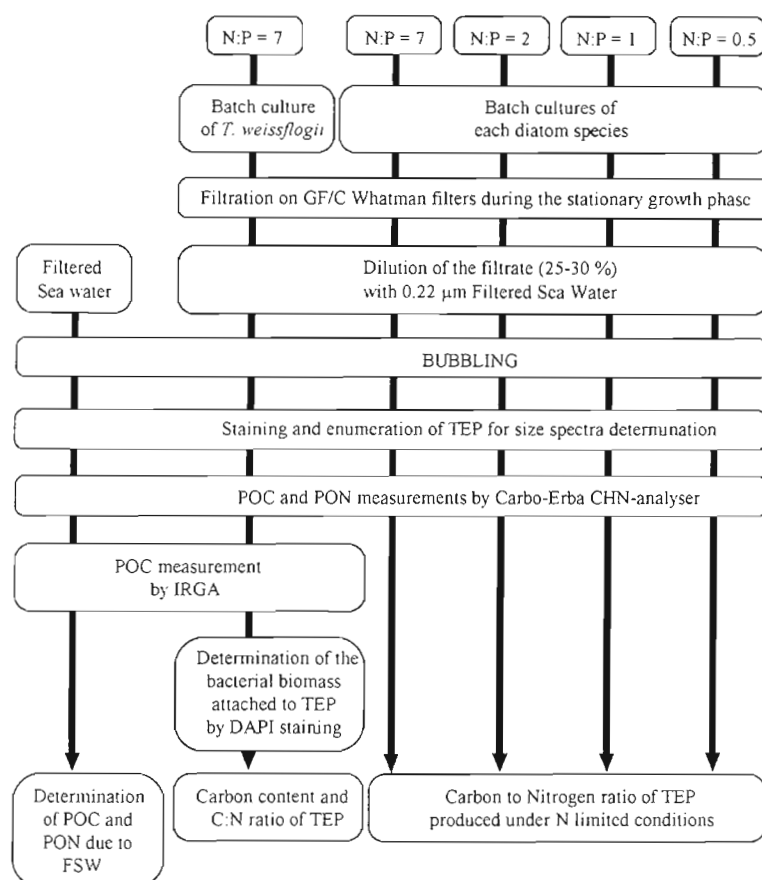 N:P = 7
N:P = 7
N:P = 2
N:P = 1
N:P = 0.5
Batch culture
of T. weissflogii
Batch cultures of
each diatom species
Filtration on GF/C Whatman filters during the stationary growth phase
Filtered
Sea water
Dilution of the filtrate (25-30 %)
with 0.22 µm Filtered Sea Water
BUBBLING
Staining and enumeration of TEP for size spectra determunation
POC and PON measurements by Carbo-Erba CHN-analyser
POC measurement
by IRGA
Determination of the
bacterial biomass
attached to TEP
by DAPI staining
Determination
of POC and
PON due to
FSW
Carbon content and
C:N ratio of TEP
Carbon to Nitrogen ratio of TEP
produced under N limited conditions